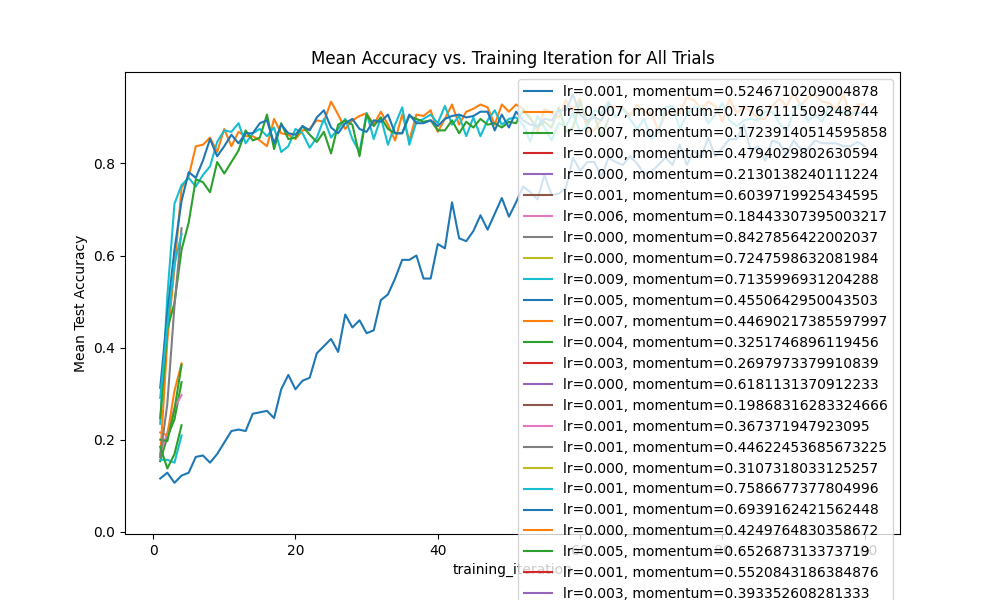 Mean Accuracy vs. Training Iteration for All Trials
Mean Test Accuracy
0.8
0.6
0.4
0.2
0.0
0
20
40
60
80
training_iteration
lr=0.001, momentum=0.5246710209004878
lr=0.007, momentum=0.7767111509248744
lr=0.007, momentum=0.17239140514595858
lr=0.000, momentum=0.479402980263059​4
lr=0.000, momentum=0.2130138240111224
lr=0.001, momentum=0.6039719925434595
lr=0.006, momentum=0.18443307395003217
lr=0.000, momentum=0.8427856422002037
lr=0.000, momentum=0.7247598632081984
lr=0.009, momentum=0.7135996931204288
lr=0.005, momentum=0.4550642950043503
lr=0.007, momentum=0.44690217385597997
lr=0.004, momentum=0.3251746896119456
lr=0.003, momentum=0.2697973379910839
lr=0.000, momentum=0.6181131370912233
lr=0.001, momentum=0.19868316283324666
lr=0.001, momentum=0.367371947923095
lr=0.001, momentum=0.44622453685673225
lr=0.000, momentum=0.3107318033125257
lr=0.001, momentum=0.7586677377804996
lr=0.001, momentum=0.6939162421562448
lr=0.000, momentum=0.4249764830358672
lr=0.005, momentum=0.652687313373719
lr=0.001, momentum=0.5520843186384876
lr=0.003, momentum=0.393352608281333